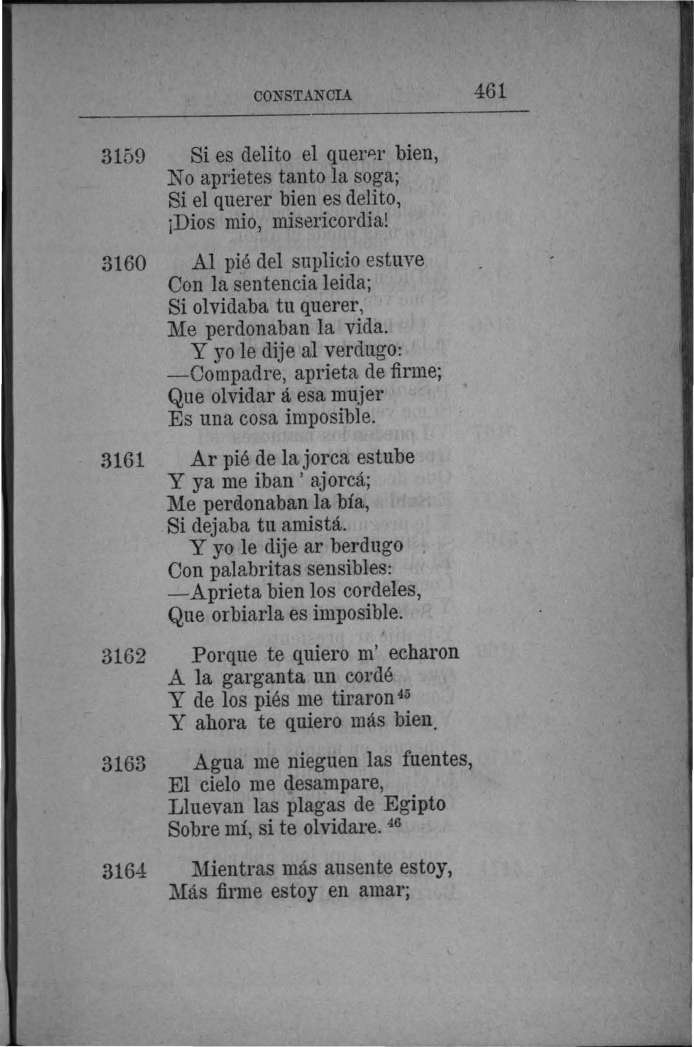 CONSTANCIA 461
3159 Si es delito el querer bien,
No aprietes tanto la soga;
Si el querer bien es delito,
¡Dios mio, misericordia!
3160 Al pié del suplicio estuve
Con la sentencia leida;
Si olvidaba tu querer,
Me perdonaban la vida.
Y yo le dije al verdugo:
—Compadre, aprieta de firme;
Que olvidar á esa mujer
Es una cosa imposible.
3161 Ar pié de la jorca estube
Y ya me iban ' ajorcá;
Me perdonaban la bía,
Si dejaba tu amistá.
Y yo le dije ar berdugo
Con palabritas sensibles:
—Aprieta bien los cordeles,
Que orbiarla es imposible.
3162 Porque te quiero m' echaron
A la garganta un cordé
Y de los piés me tiraron 45
Y ahora te quiero más bien.
3163 Agua me nieguen las fuentes,
El cielo me desampare,
Lluevan las plagas de Egipto
Sobre mí, si te olvidare. 46
3164 Mientras más ausente estoy,
Más firme estoy en amar;